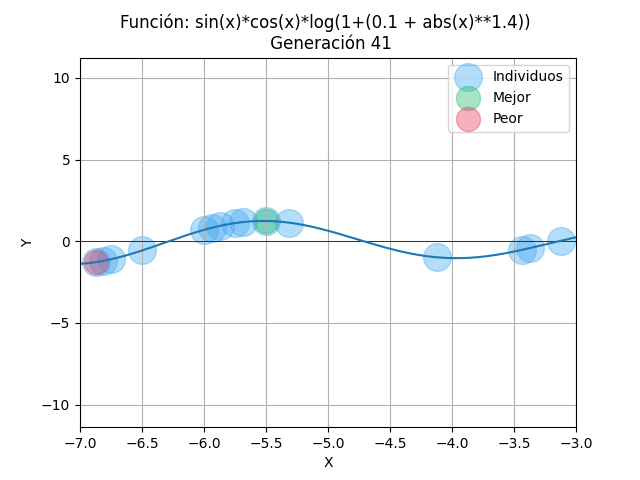 Función: sin(x)*cos(x)*log(1+(0.1 + abs(x)**1.4))
Generación 41
Individuos
Mejor
Peor
10
5
0
−5
−10
Y
−7.0 −6.5 −6.0 −5.5 −5.0 −4.5 −4.0 −3.5 −3.0
X